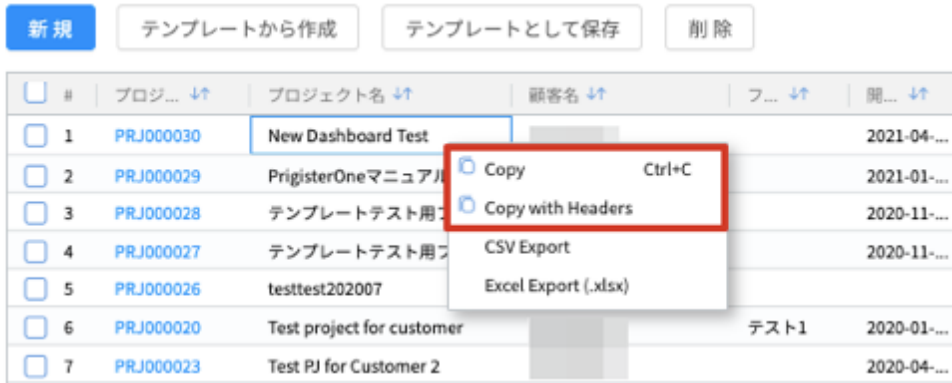 新規 テンプレートから作成 テンプレートとして保存 削除
# プロジ... プロジェクト名 顧客名 フ... 開...
1 PRJ000030 New Dashboard Test 2021-04-...
Copy Ctrl+C
2 PRJ000029 PrigisterOneマニュアル 2021-01-...
Copy with Headers
3 PRJ000028 テンプレートテスト用 2020-11-...
CSV Export
4 PRJ000027 テンプレートテスト用 2020-11-...
Excel Export (.xlsx)
5 PRJ000026 testtest202007
6 PRJ000020 Test project for customer テスト1 2020-01-...
7 PRJ000023 Test PJ for Customer 2 2020-04-...